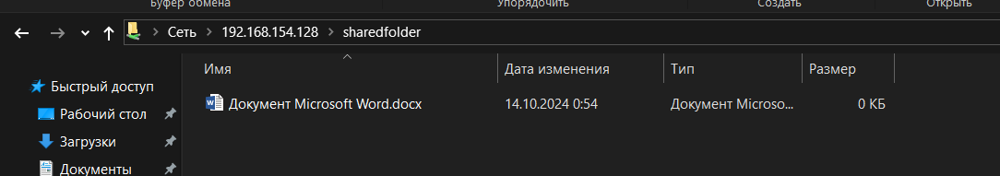 Буфер обмена Упорядочить Создать Открыть
Сеть 192.168.154.128 sharedfolder
Имя Дата изменения Тип Размер
Быстрый доступ
Документ Microsoft Word.docx 14.10.2024 0:54 Документ Microso... 0 КБ
Рабочий стол
Загрузки
Документы